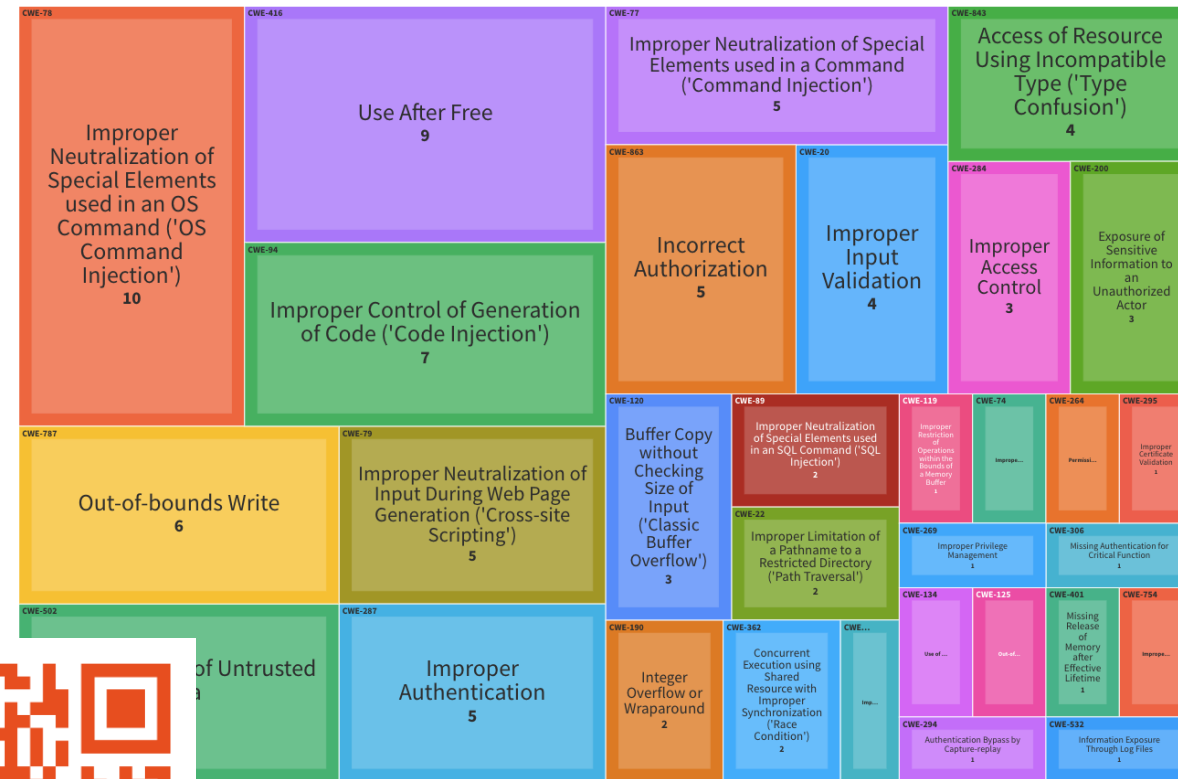 CWE-78
Improper
Neutralization of
Special Elements
used in an OS
Command ('OS
Command
Injection')
10
CWE-416
Use After Free
9
CWE-94
Improper Control of Generation
of Code ('Code Injection')
7
CWE-787
Out-of-bounds Write
6
CWE-79
Improper Neutralization of
Input During Web Page
Generation ('Cross-site
Scripting')
5
CWE-502
of Untrusted
a
CWE-287
Improper
Authentication
5
CWE-77
Improper Neutralization of Special
Elements used in a Command
('Command Injection')
5
CWE-843
Access of Resource
Using Incompatible
Type ('Type
Confusion')
4
CWE-863
Incorrect
Authorization
5
CWE-20
Improper
Input
Validation
4
CWE-284
Improper
Access
Control
3
CWE-200
Exposure of
Sensitive
Information to
an
Unauthorized
Actor
3
CWE-120
Buffer Copy
without
Checking
Size of
Input
('Classic
Buffer
Overflow')
3
CWE-89
Improper Neutralization
of Special Elements used
in an SQL Command ('SQL
Injection')
2
CWE-22
Improper Limitation of
a Pathname to a
Restricted Directory
('Path Traversal')
2
CWE-190
Integer
Overflow or
Wraparound
2
CWE-362
Concurrent
Execution using
Shared
Resource with
Improper
Synchronization
('Race
Condition')
2
CWE...
Imp...
CWE-119
Improper
Restriction
of
Operations
within the
Bounds of
a Memory
Buffer
1
CWE-74
Imprope...
CWE-264
Permissi...
CWE-295
Improper
Certificate
Validation
1
CWE-269
Improper Privilege
Management
1
CWE-306
Missing Authentication for
Critical Function
1
CWE-134
Use of ...
CWE-125
Out-of...
CWE-401
Missing
Release
of
Memory
after
Effective
Lifetime
1
CWE-754
Imprope...
CWE-294
Authentication Bypass by
Capture-replay
1
CWE-532
Information Exposure
Through Log Files
1